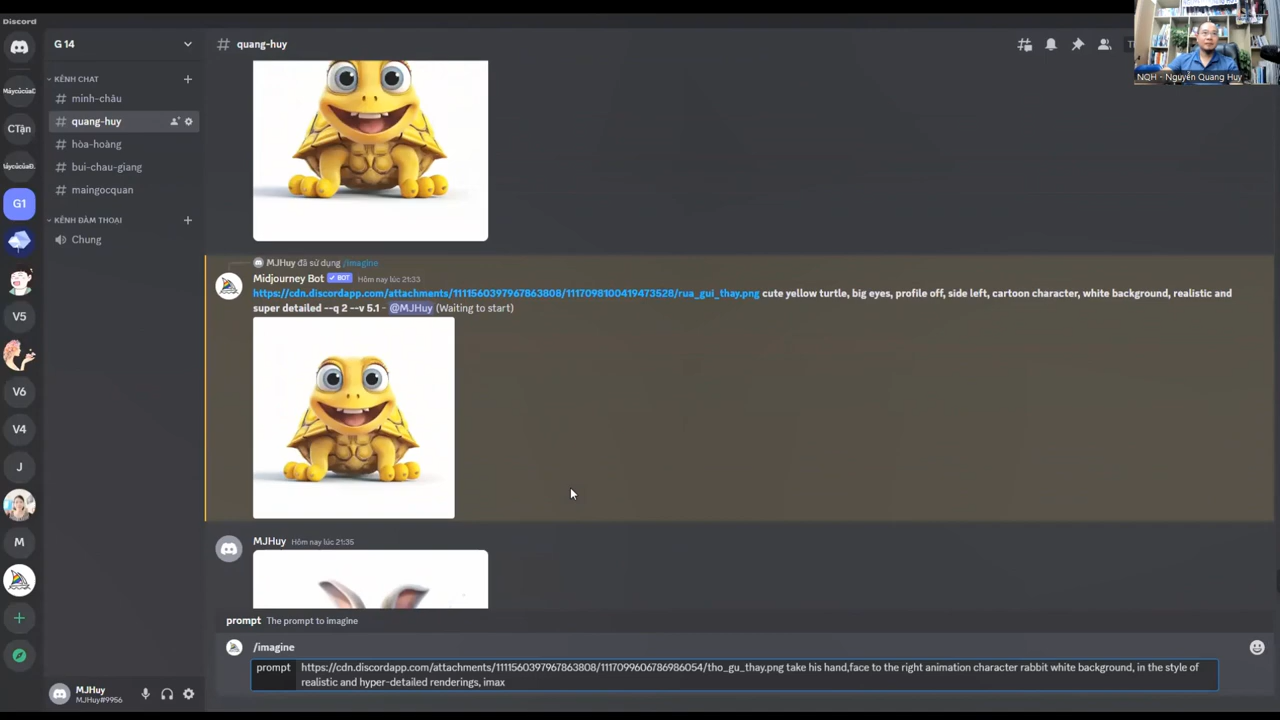 Discord
G 14
# quang-huy
NQH - Nguyễn Quang Huy
KÊNH CHAT
minh-châu
quang-huy
hòa-hoàng
bui-chau-giang
maingocquan
KÊNH ĐÀM THOẠI
Chung
CTận
G1
V5
V6
V4
J
M
MJHuy đã sử dụng /imagine
Midjourney Bot ✓ BOT Hôm nay lúc 21:33
https://cdn.discordapp.com/attachments/1111560397967863808/1117098100419473528/rua_gui_thay.png cute yellow turtle, big eyes, profile off, side left, cartoon character, white background, realistic and
super detailed --q 2 --v 5.1 - @MJHuy (Waiting to start)
MJHuy Hôm nay lúc 21:35
prompt The prompt to imagine
/imagine
prompt https://cdn.discordapp.com/attachments/1111560397967863808/1117099606786986054/tho_gu_thay.png take his hand,face to the right animation character rabbit white background, in the style of
realistic and hyper-detailed renderings, imax
MJHuy
MJHuy#9956